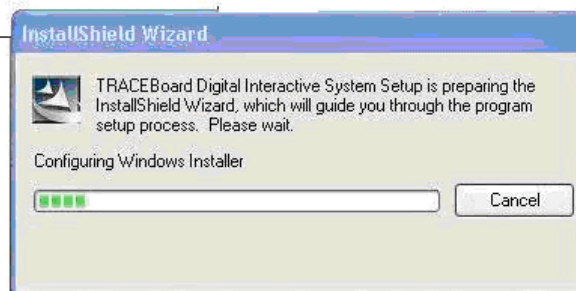 InstallShield Wizard
TRACEBoard Digital Interactive System Setup is preparing the
InstallShield Wizard, which will guide you through the program
setup process. Please wait.
Configuring Windows Installer
Cancel